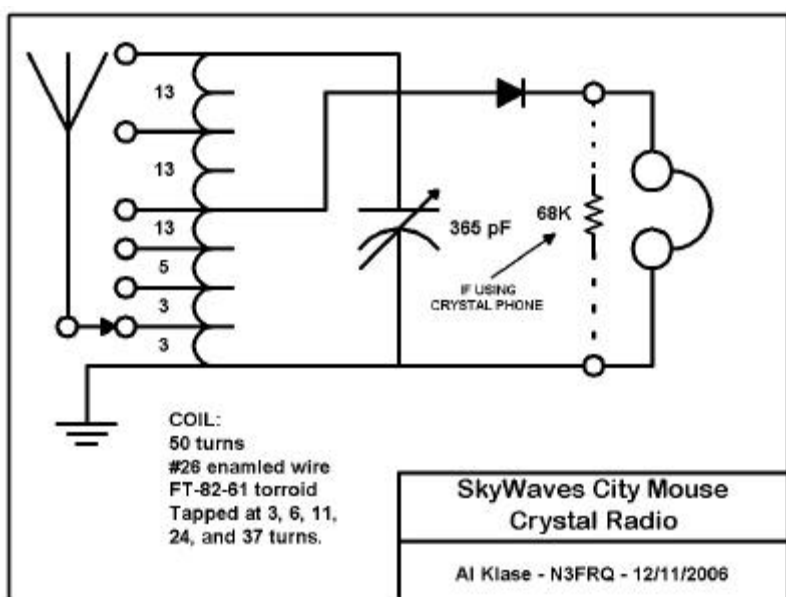 13
13
13
5
3
3
365 pF
68K
IF USING
CRYSTAL PHONE
COIL:
50 turns
#26 enamled wire
FT-82-61 torroid
Tapped at 3, 6, 11,
24, and 37 turns.
SkyWaves City Mouse
Crystal Radio
Al Klase - N3FRQ - 12/11/2006